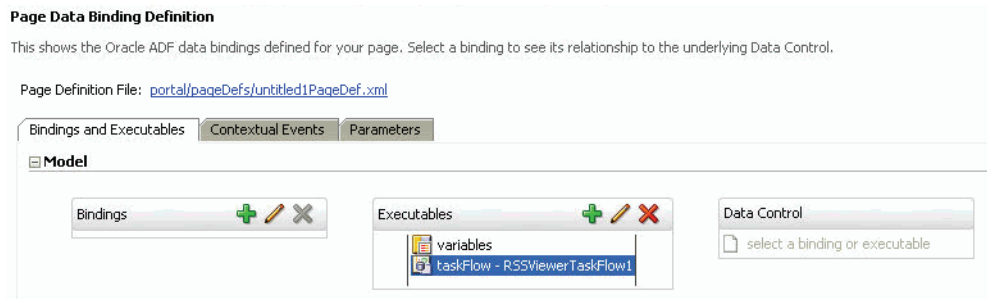 Page Data Binding Definition
This shows the Oracle ADF data bindings defined for your page. Select a binding to see its relationship to the underlying Data Control.
Page Definition File: portal/pageDefs/untitled1PageDef.xml
Bindings and Executables Contextual Events Parameters
Model
Bindings Executables Data Control
variables select a binding or executable
taskFlow - RSSViewerTaskFlow1